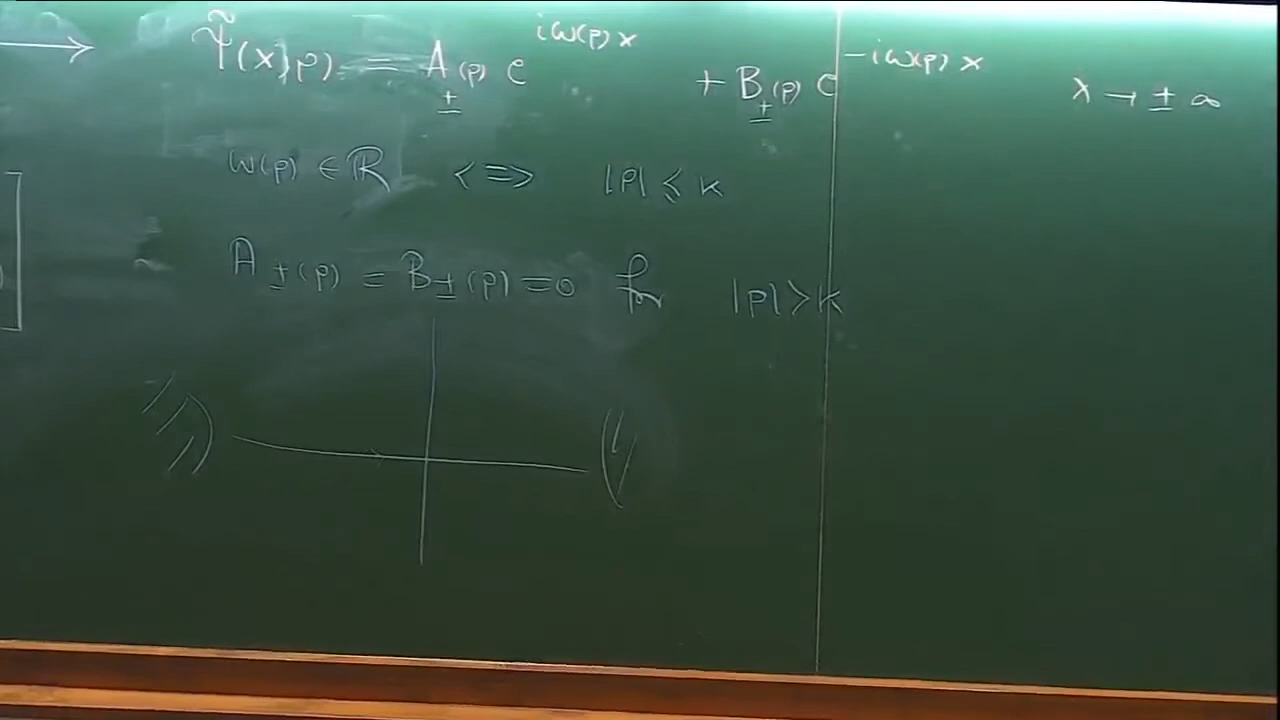 ψ̃(x,p) = A±(p) e^{iω(p)x} + B±(p) e^{-iω(p)x} x → ±∞
ω(p) ∈ ℝ <=> |p| ≤ k
A±(p) = B±(p) = 0 for |p| > k